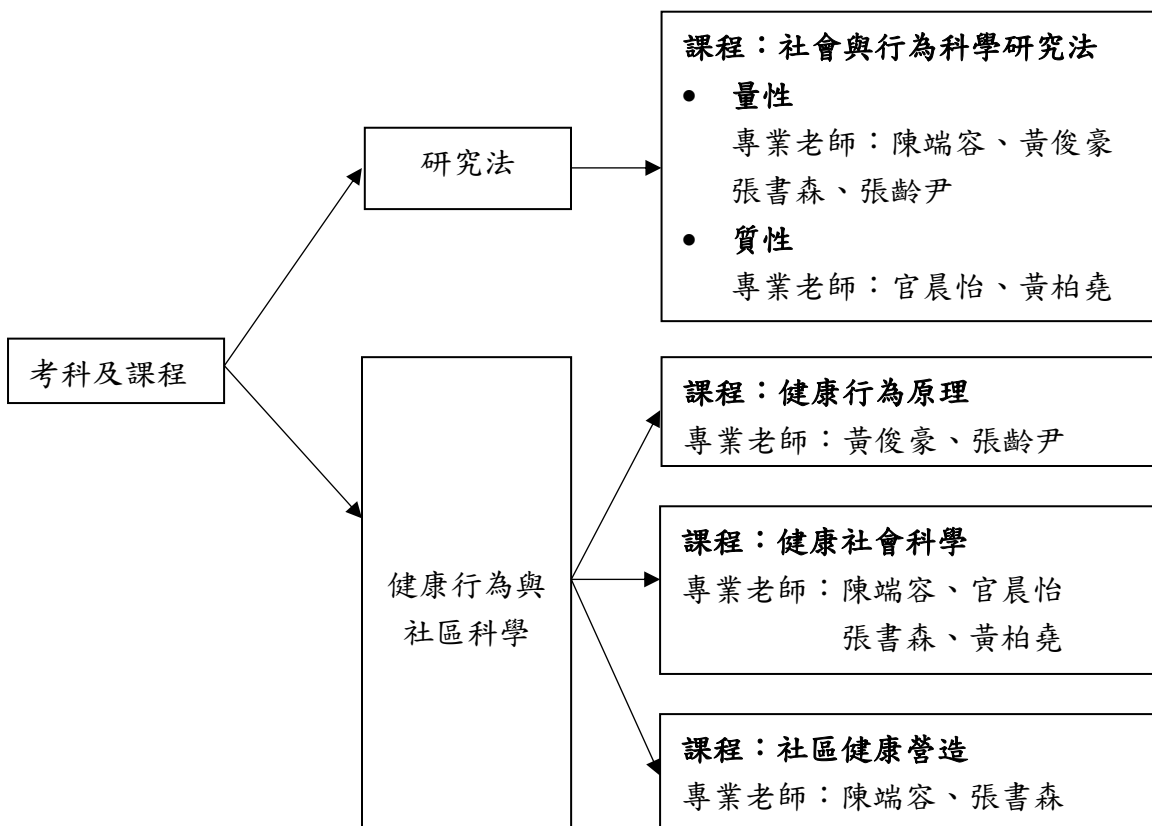 考科及課程
研究法
課程：社會與行為科學研究法
• 量性
專業老師：陳端容、黃俊豪
張書森、張齡尹
• 質性
專業老師：官晨怡、黃柏堯
健康行為與
社區科學
課程：健康行為原理
專業老師：黃俊豪、張齡尹
課程：健康社會科學
專業老師：陳端容、官晨怡
張書森、黃柏堯
課程：社區健康營造
專業老師：陳端容、張書森